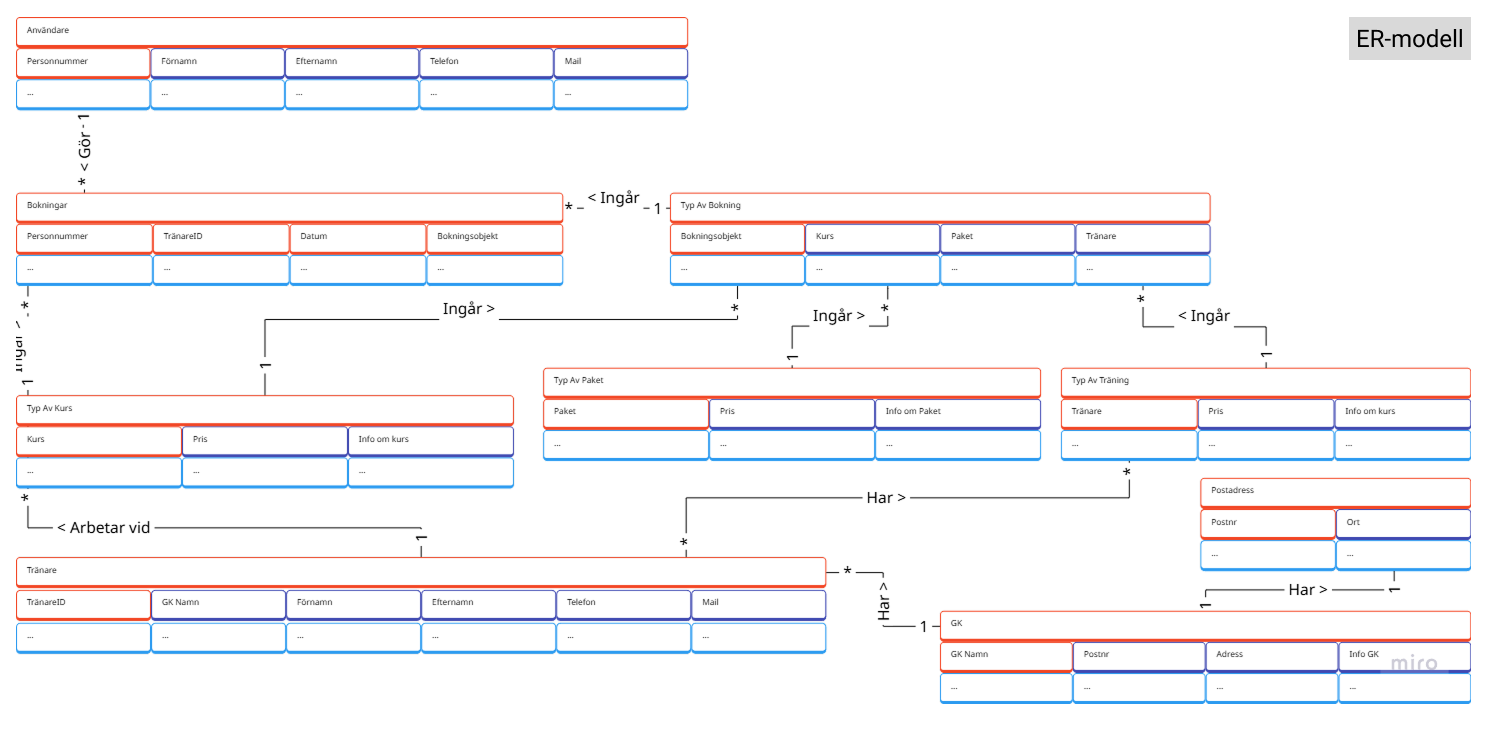 ER-modell
Användare
Personnummer Förnamn Efternamn Telefon Mail
... ... ... ... ...
1
< Gör
*
Bokningar
Personnummer TränareID Datum Bokningsobjekt
... ... ... ...
* < Ingår 1
Typ Av Bokning
Bokningsobjekt Kurs Paket Tränare
... ... ... ...
* Ingår > 1
* Ingår > 1
* Ingår > 1
* < Ingår 1
Typ Av Kurs
Kurs Pris Info om kurs
... ... ...
Typ Av Paket
Paket Pris Info om Paket
... ... ...
Typ Av Träning
Tränare Pris Info om kurs
... ... ...
* < Arbetar vid 1
* Har > *
Postadress
Postnr Ort
... ...
1 Har > 1
Tränare
TränareID GK Namn Förnamn Efternamn Telefon Mail
... ... ... ... ... ...
* Har > 1
GK
GK Namn Postnr Adress Info GK
... ... ... ...
miro